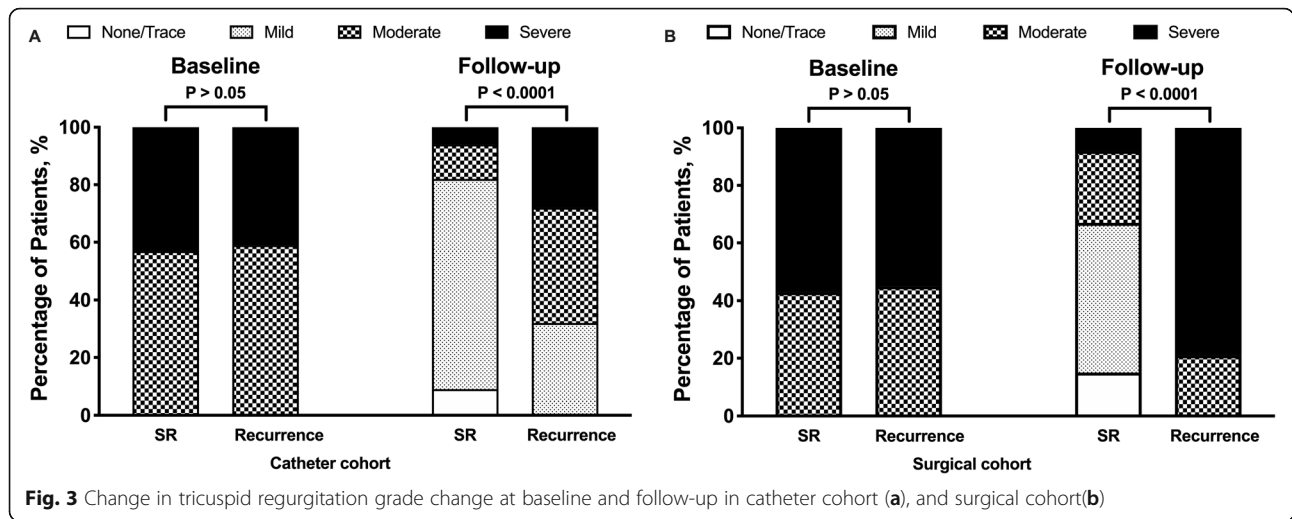 A None/Trace Mild Moderate Severe
Baseline Follow-up
P > 0.05 P < 0.0001
Percentage of Patients, %
100
80
60
40
20
0
SR Recurrence SR Recurrence
Catheter cohort
B None/Trace Mild Moderate Severe
Baseline Follow-up
P > 0.05 P < 0.0001
Percentage of Patients, %
100
80
60
40
20
0
SR Recurrence SR Recurrence
Surgical cohort
Fig. 3 Change in tricuspid regurgitation grade change at baseline and follow-up in catheter cohort (a), and surgical cohort(b)